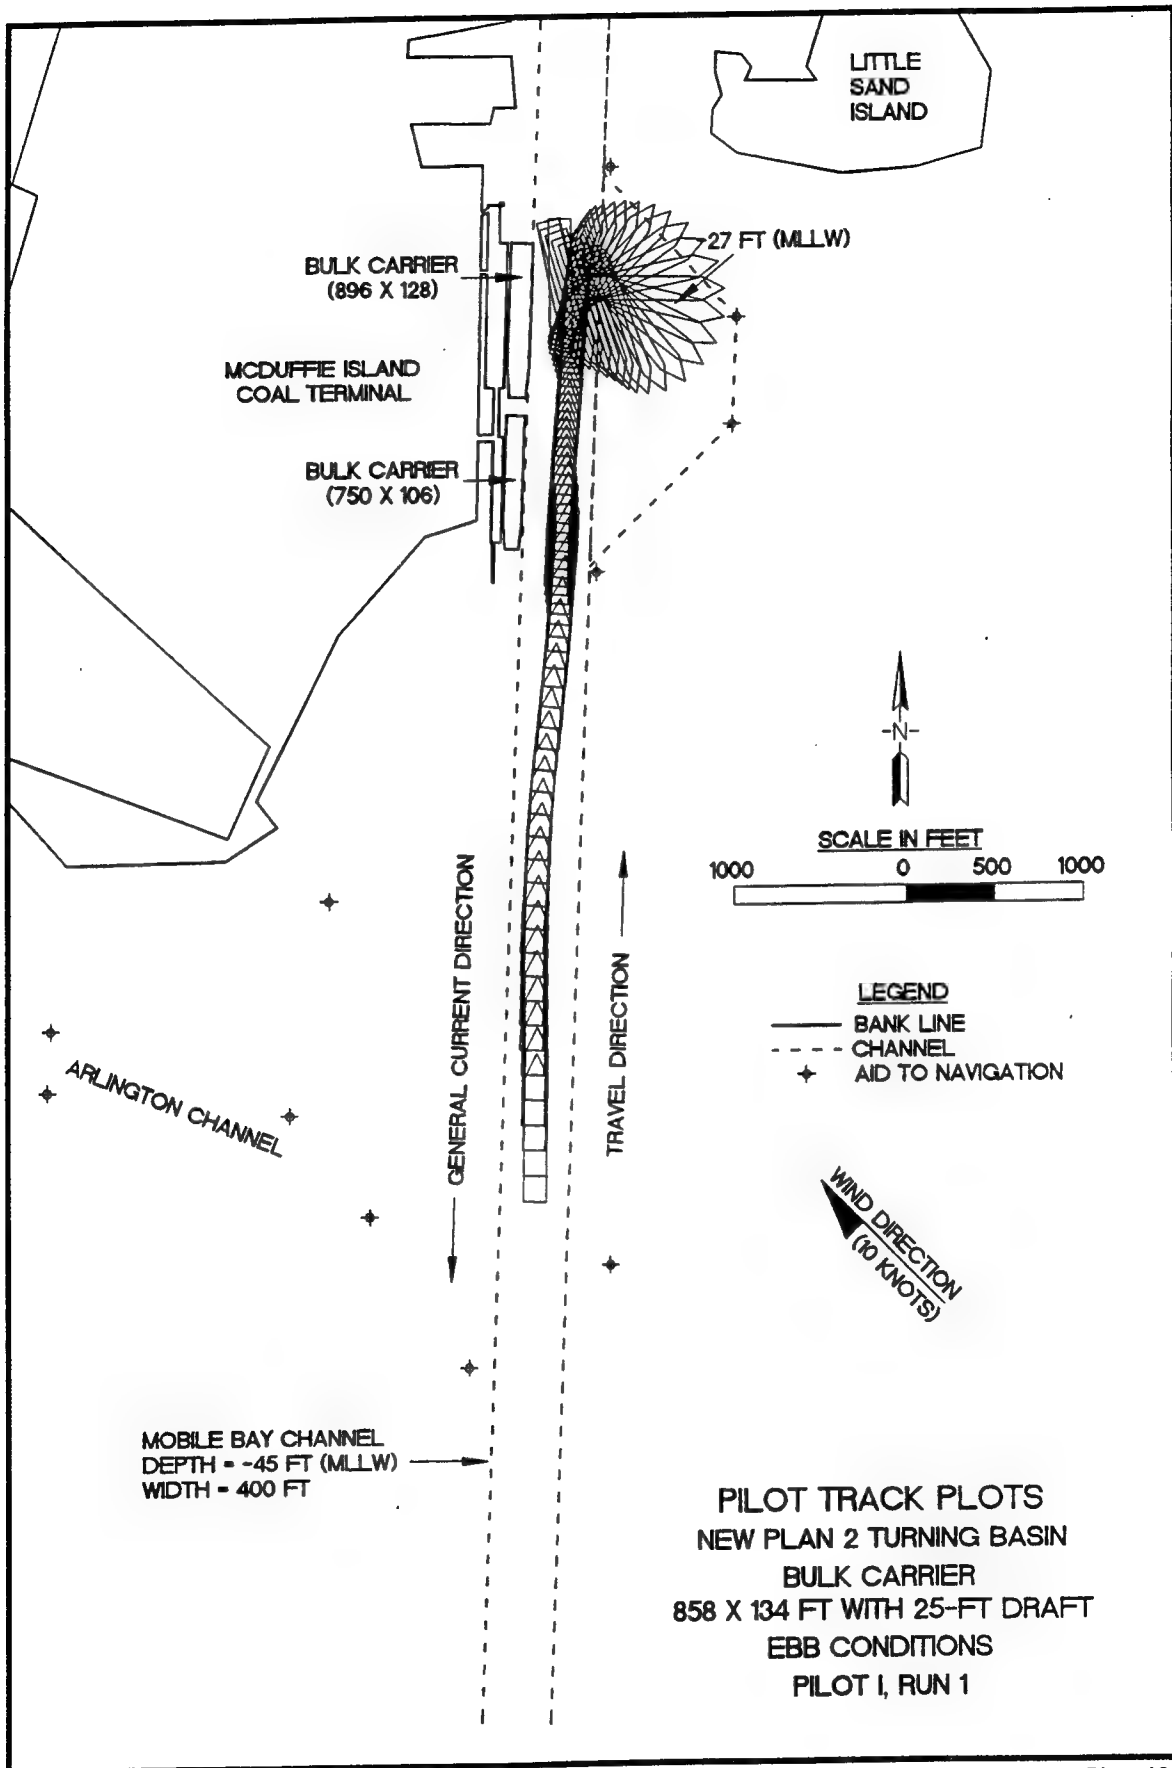 LITTLE
SAND
ISLAND
27 FT (MLLW)
BULK CARRIER
(896 X 128)
MCDUFFIE ISLAND
COAL TERMINAL
BULK CARRIER
(750 X 106)
-N-
SCALE IN FEET
1000 0 500 1000
GENERAL CURRENT DIRECTION
TRAVEL DIRECTION
LEGEND
BANK LINE
CHANNEL
AID TO NAVIGATION
ARLINGTON CHANNEL
WIND DIRECTION
(10 KNOTS)
MOBILE BAY CHANNEL
DEPTH = -45 FT (MLLW)
WIDTH = 400 FT
PILOT TRACK PLOTS
NEW PLAN 2 TURNING BASIN
BULK CARRIER
858 X 134 FT WITH 25-FT DRAFT
EBB CONDITIONS
PILOT I, RUN 1